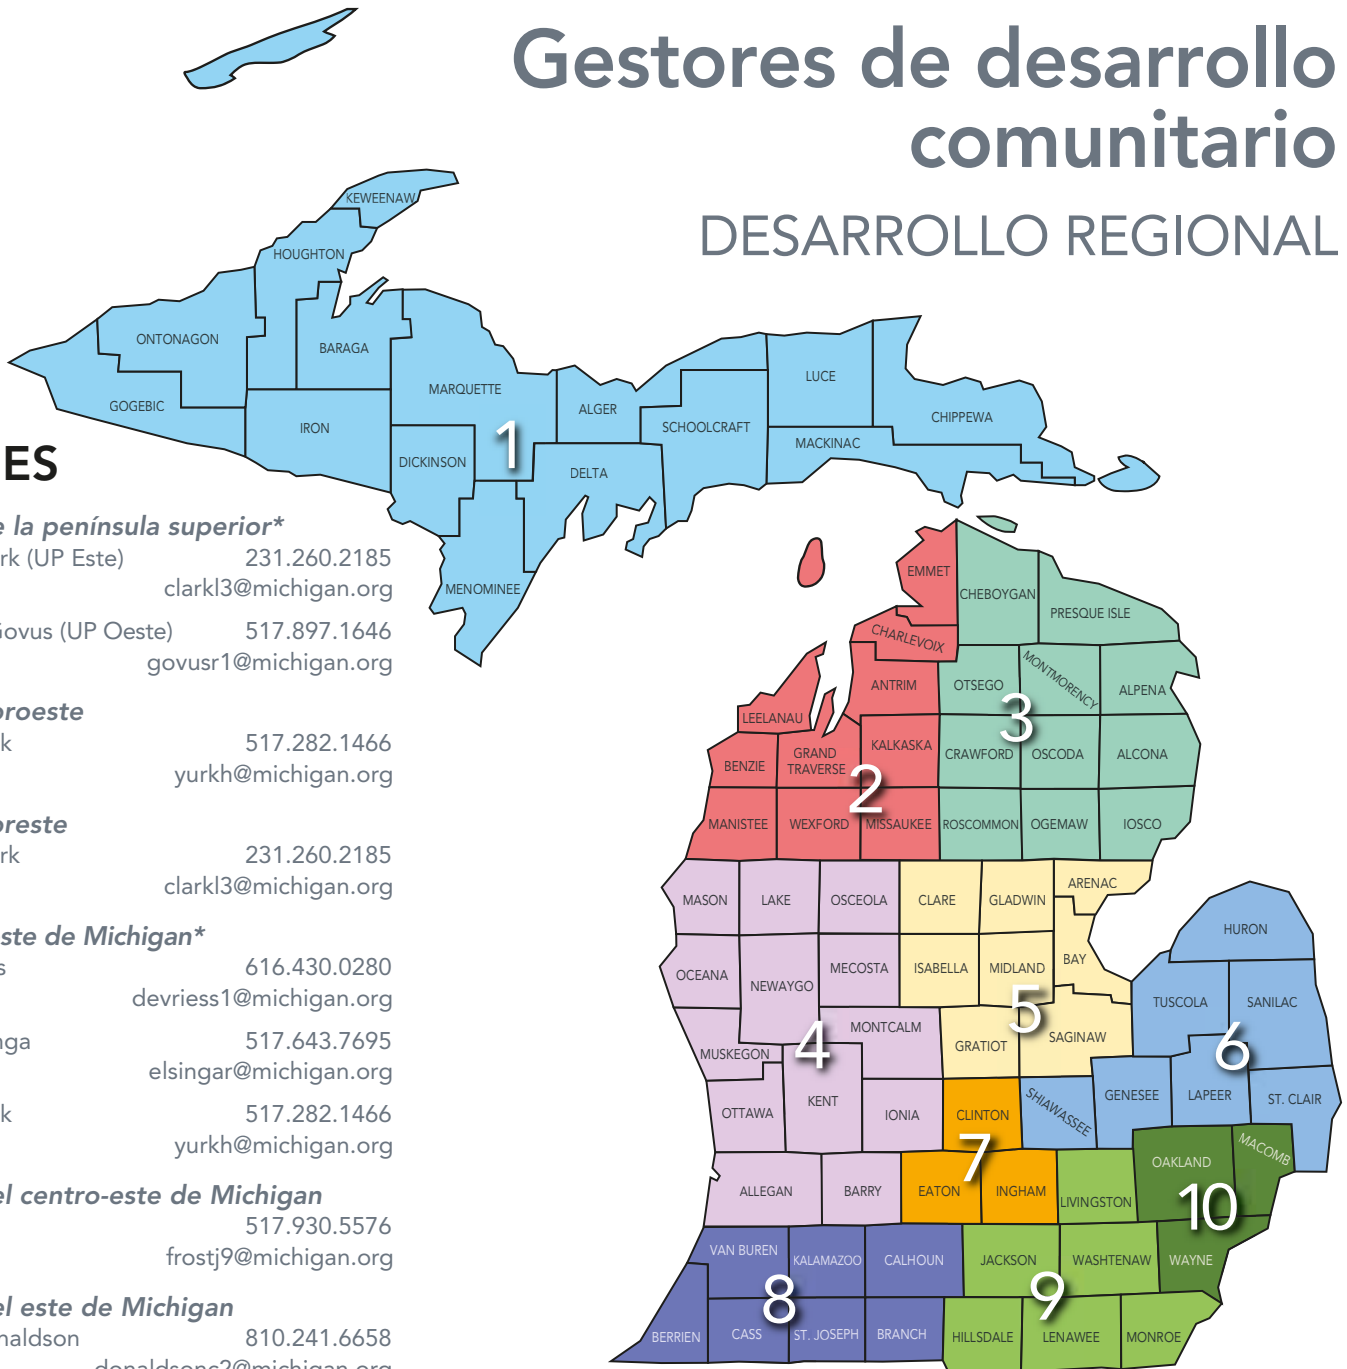 Gestores de desarrollo
comunitario
DESARROLLO REGIONAL
KEWEENAW
HOUGHTON
ONTONAGON
BARAGA
GOGEBIC
IRON
MARQUETTE
DICKINSON
1
ALGER
DELTA
SCHOOLCRAFT
LUCE
MACKINAC
CHIPPEWA
MENOMINEE
ES
e la península superior*
rk (UP Este) 231.260.2185
clarkl3@michigan.org
Govus (UP Oeste) 517.897.1646
govusr1@michigan.org
oroeste
k 517.282.1466
yurkh@michigan.org
oreste
rk 231.260.2185
clarkl3@michigan.org
ste de Michigan*
s 616.430.0280
devriess1@michigan.org
nga 517.643.7695
elsingar@michigan.org
k 517.282.1466
yurkh@michigan.org
el centro-este de Michigan
517.930.5576
frostj9@michigan.org
el este de Michigan
naldson 810.241.6658
donaldsonc2@michigan.org
EMMET
CHEBOYGAN
PRESQUE ISLE
CHARLEVOIX
ANTRIM
OTSEGO
MONTMORENCY
ALPENA
3
LEELANAU
BENZIE
GRAND
TRAVERSE
KALKASKA
CRAWFORD
OSCODA
ALCONA
2
MANISTEE
WEXFORD
MISSAUKEE
ROSCOMMON
OGEMAW
IOSCO
MASON
LAKE
OSCEOLA
CLARE
GLADWIN
ARENAC
OCEANA
NEWAYGO
MECOSTA
ISABELLA
MIDLAND
BAY
HURON
5
TUSCOLA
SANILAC
MUSKEGON
4
MONTCALM
GRATIOT
SAGINAW
6
OTTAWA
KENT
IONIA
CLINTON
SHIAWASSEE
GENESEE
LAPEER
ST. CLAIR
7
ALLEGAN
BARRY
EATON
INGHAM
LIVINGSTON
OAKLAND
MACOMB
10
VAN BUREN
KALAMAZOO
CALHOUN
JACKSON
WASHTENAW
WAYNE
8
9
BERRIEN
CASS
ST. JOSEPH
BRANCH
HILLSDALE
LENAWEE
MONROE